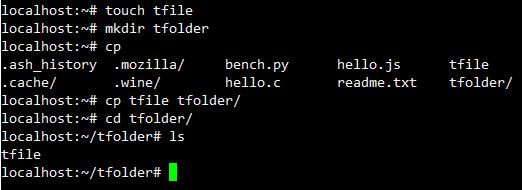 localhost:~# touch tfile
localhost:~# mkdir tfolder
localhost:~# cp
.ash_history .mozilla/ bench.py hello.js tfile
.cache/ .wine/ hello.c readme.txt tfolder/
localhost:~# cp tfile tfolder/
localhost:~# cd tfolder/
localhost:~/tfolder# ls
tfile
localhost:~/tfolder#